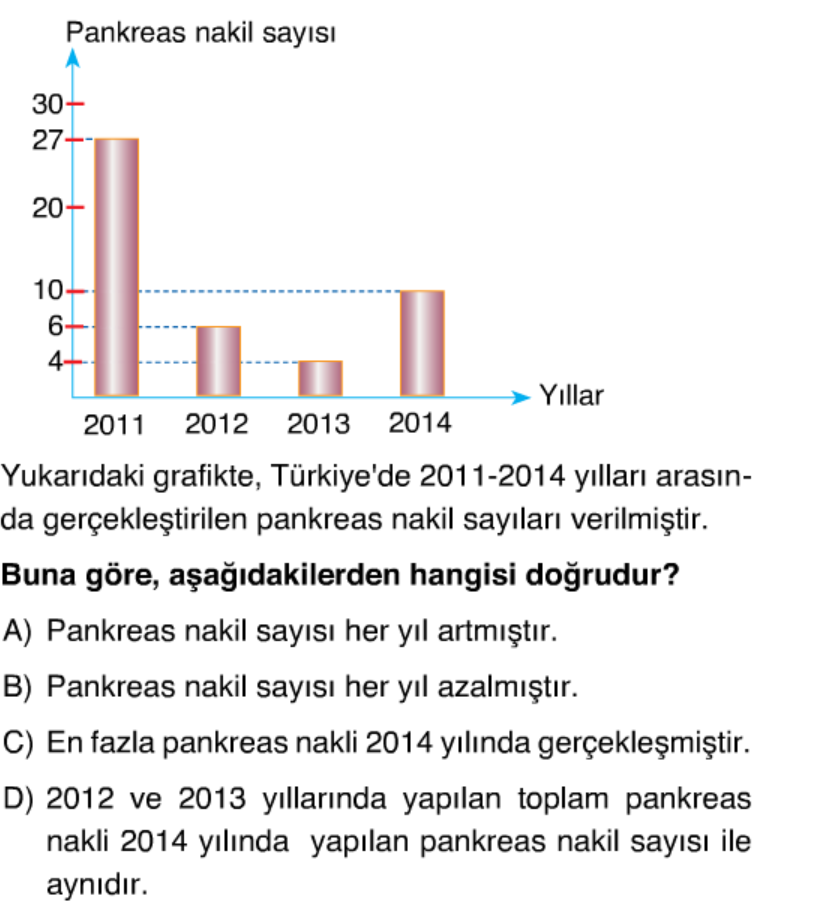 Pankreas nakil sayısı
30
27
20
10
6
4
Yıllar
2011 2012 2013 2014
Yukarıdaki grafikte, Türkiye'de 2011-2014 yılları arasın-
da gerçekleştirilen pankreas nakil sayıları verilmiştir.
Buna göre, aşağıdakilerden hangisi doğrudur?
A) Pankreas nakil sayısı her yıl artmıştır.
B) Pankreas nakil sayısı her yıl azalmıştır.
C) En fazla pankreas nakli 2014 yılında gerçekleşmiştir.
D) 2012 ve 2013 yıllarında yapılan toplam pankreas
nakli 2014 yılında yapılan pankreas nakil sayısı ile
aynıdır.